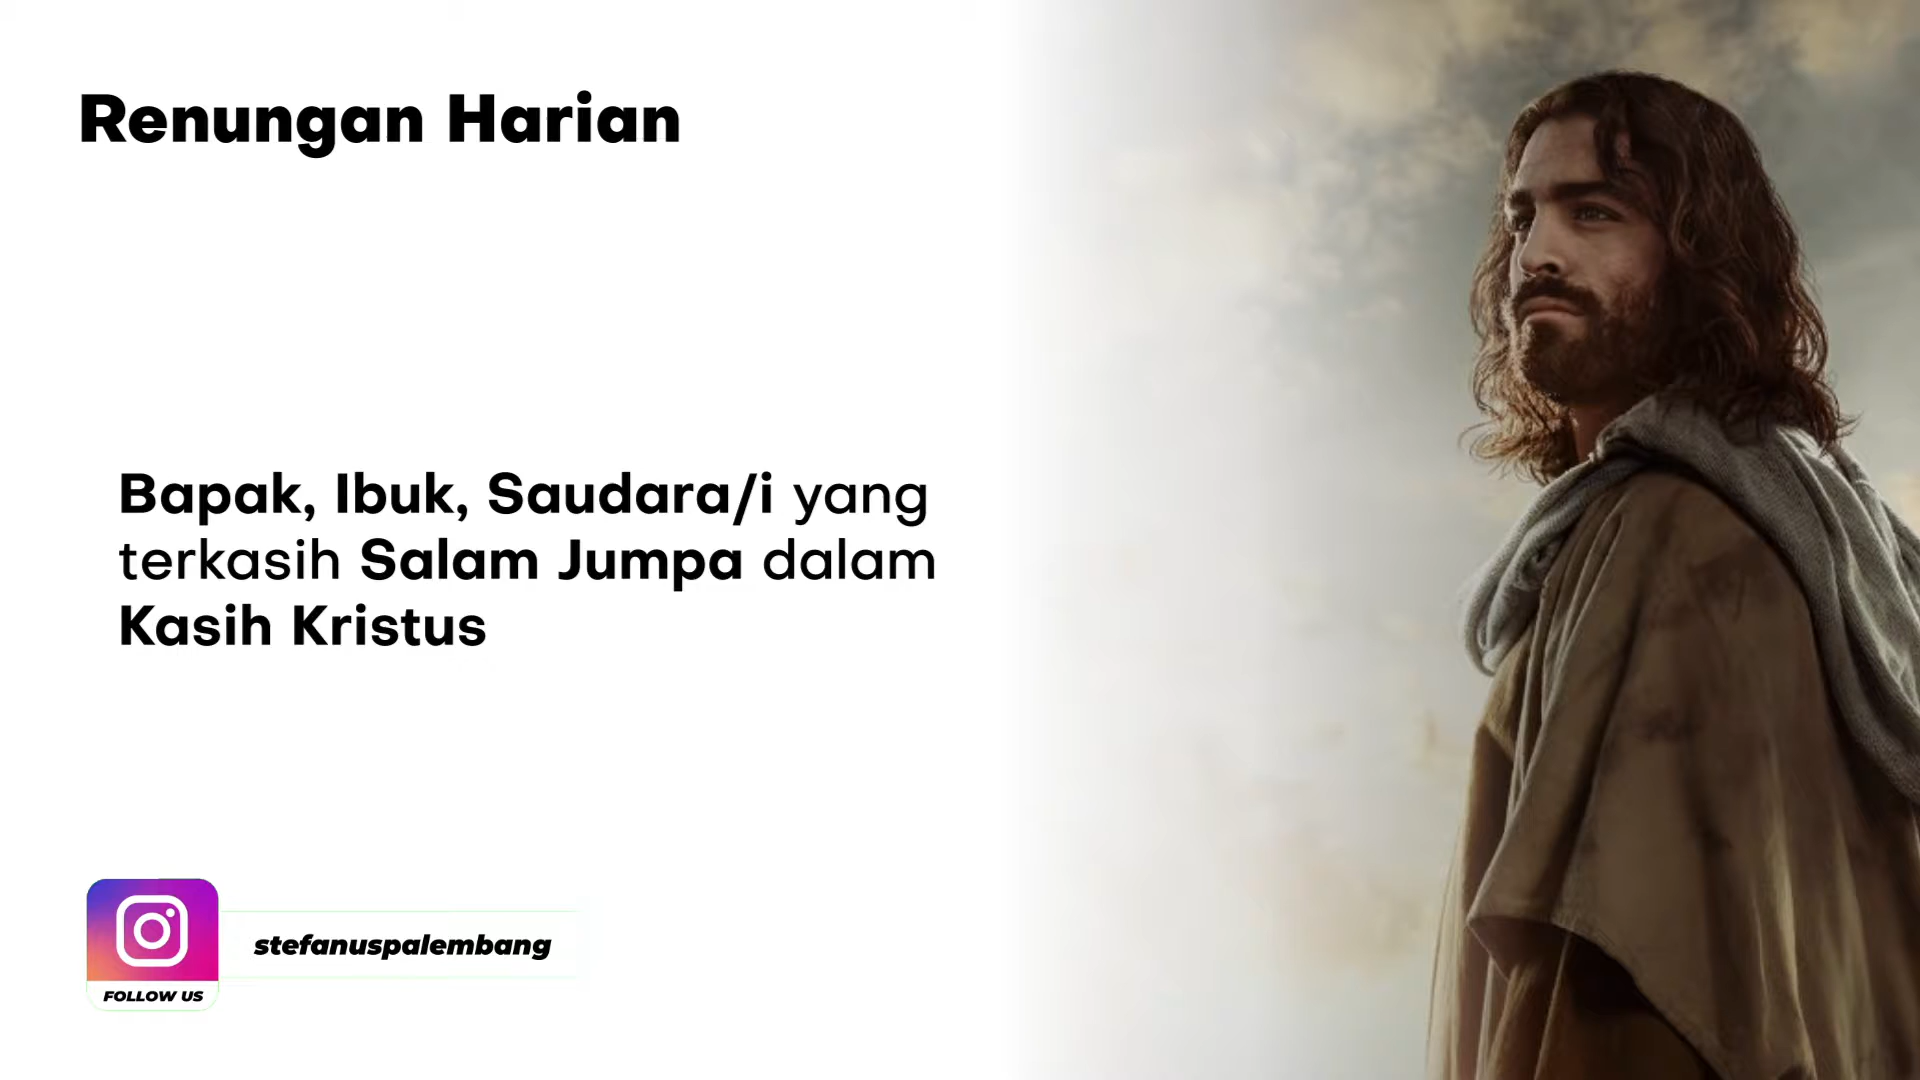 Renungan Harian
Bapak, Ibuk, Saudara/i yang
terkasih Salam Jumpa dalam
Kasih Kristus
stefanuspalembang
FOLLOW US